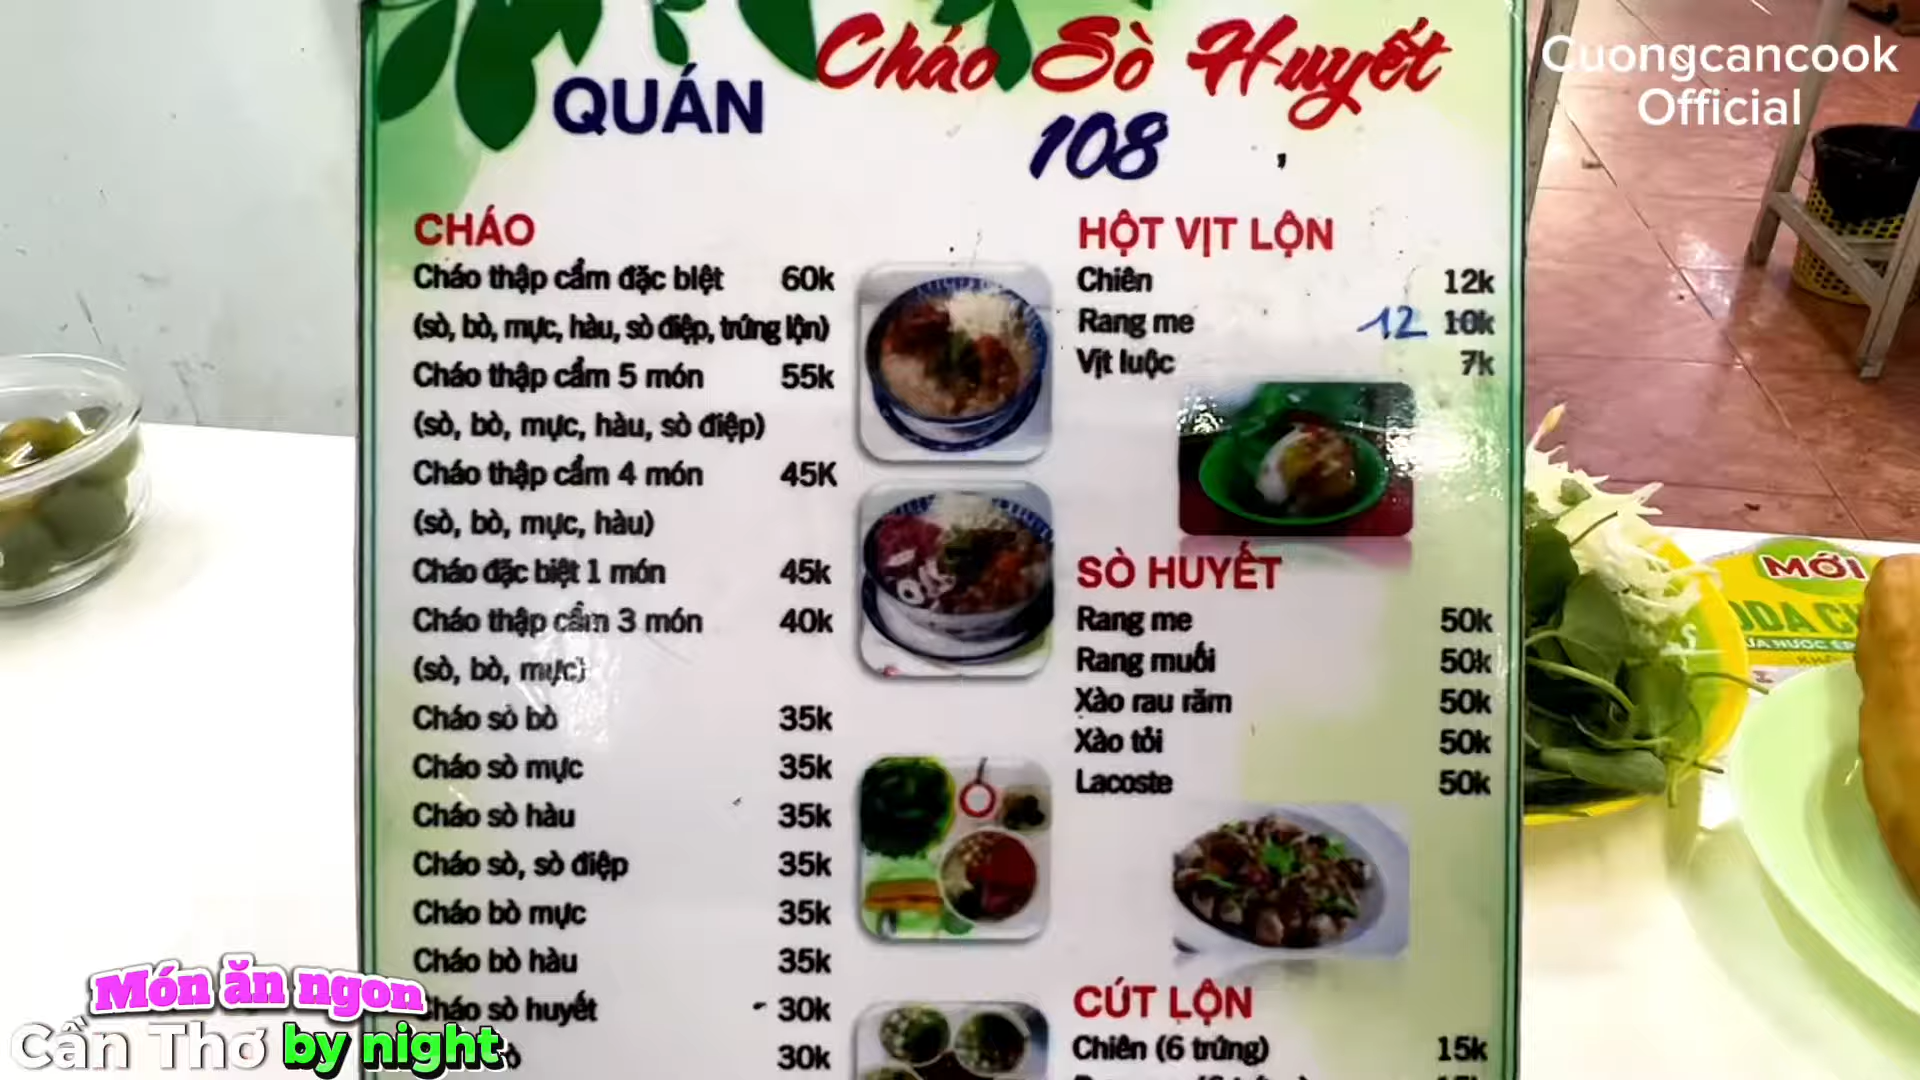 QUÁN
Cháo Sò Huyết
108
Cuongcancook
Official
CHÁO
Cháo thập cẩm đặc biệt 60k
(sò, bò, mực, hàu, sò điệp, trứng lộn)
Cháo thập cẩm 5 món 55k
(sò, bò, mực, hàu, sò điệp)
Cháo thập cẩm 4 món 45K
(sò, bò, mực, hàu)
Cháo đặc biệt 1 món 45k
Cháo thập cẩm 3 món 40k
(sò, bò, mực)
Cháo sò bò 35k
Cháo sò mực 35k
Cháo sò hàu 35k
Cháo sò, sò điệp 35k
Cháo bò mực 35k
Cháo bò hàu 35k
Cháo sò huyết 30k
30k
HỘT VỊT LỘN
Chiên 12k
Rang me 12 10k
Vịt luộc 7k
SÒ HUYẾT
Rang me 50k
Rang muối 50k
Xào rau răm 50k
Xào tỏi 50k
Lacoste 50k
CÚT LỘN
Chiên (6 trứng) 15k
MỚI
Món ăn ngon
Cần Thơ by night